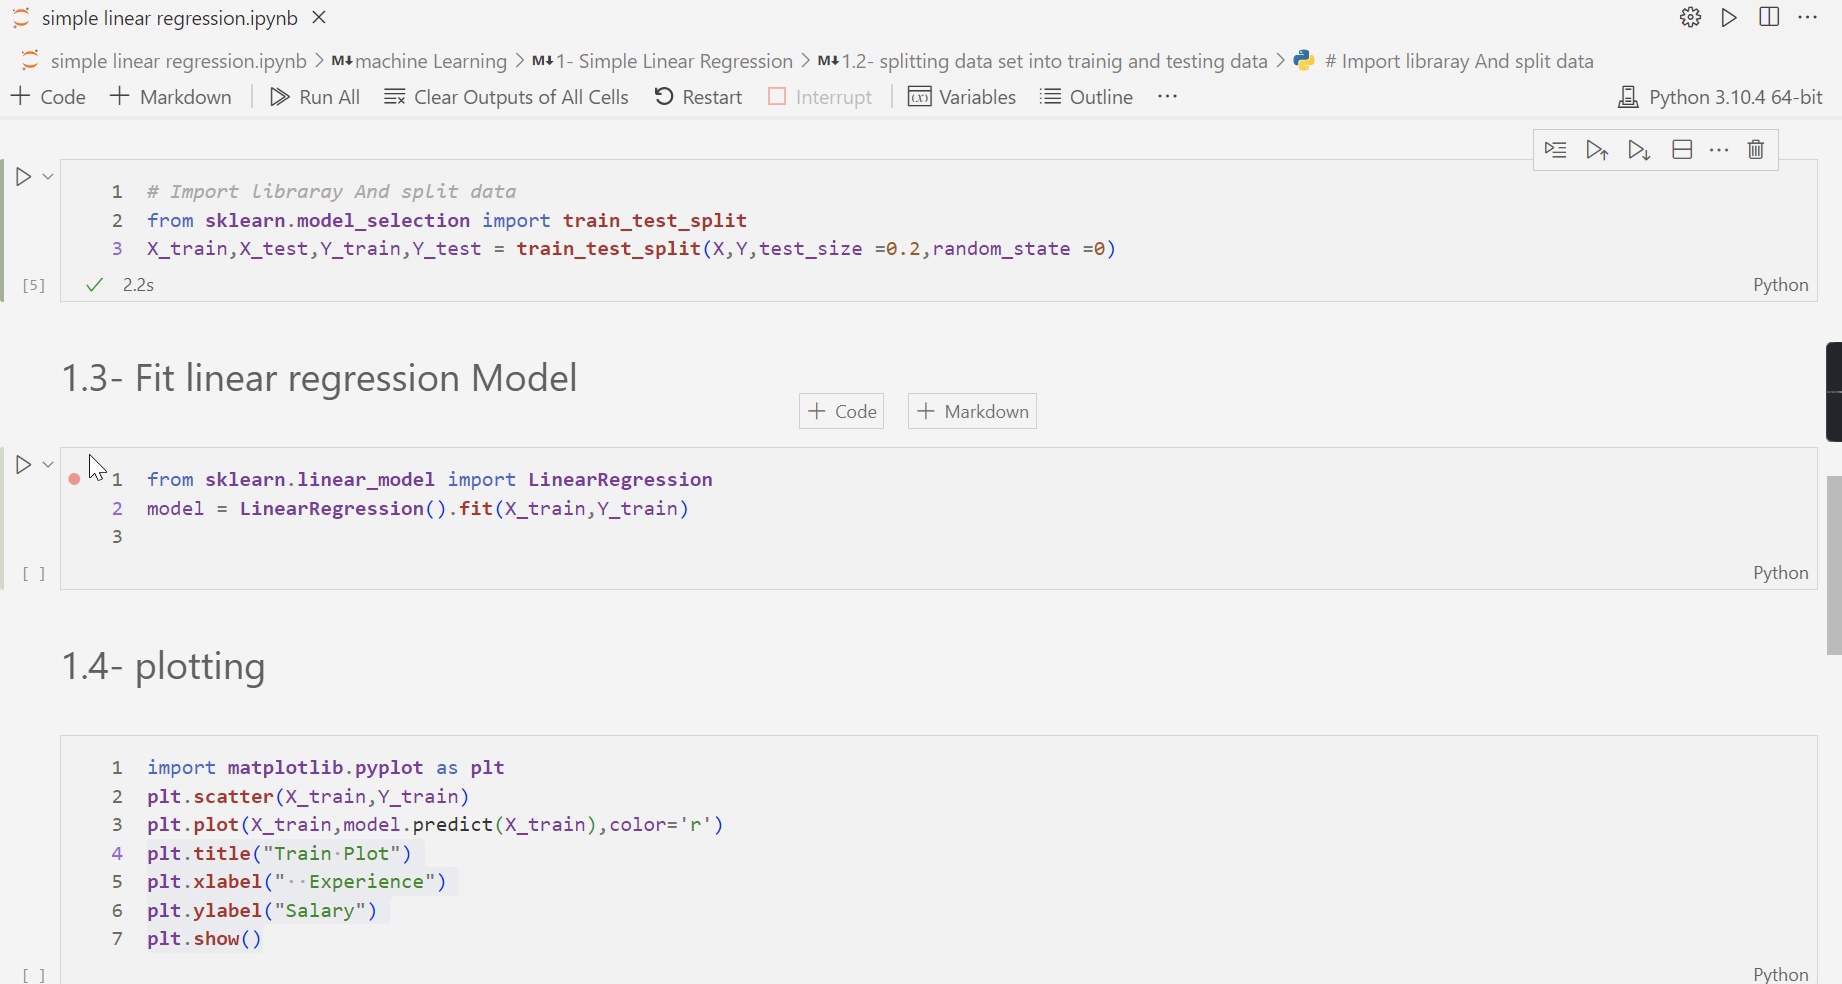 simple linear regression.ipynb
simple linear regression.ipynb > M↓machine Learning > M↓1- Simple Linear Regression > M↓1.2- splitting data set into trainig and testing data > # Import libraray And split data
+ Code + Markdown Run All Clear Outputs of All Cells Restart Interrupt (x) Variables Outline ··· Python 3.10.4 64-bit
1 # Import libraray And split data
2 from sklearn.model_selection import train_test_split
3 X_train,X_test,Y_train,Y_test = train_test_split(X,Y,test_size =0.2,random_state =0)
[5] ✓ 2.2s Python
1.3- Fit linear regression Model
+ Code + Markdown
1 from sklearn.linear_model import LinearRegression
2 model = LinearRegression().fit(X_train,Y_train)
3
[ ] Python
1.4- plotting
1 import matplotlib.pyplot as plt
2 plt.scatter(X_train,Y_train)
3 plt.plot(X_train,model.predict(X_train),color='r')
4 plt.title("Train·Plot")
5 plt.xlabel("··Experience")
6 plt.ylabel("Salary")
7 plt.show()
[ ] Python